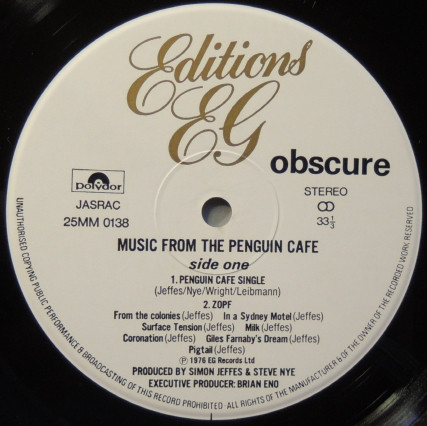 Editions
EG
obscure
Polydor
JASRAC
25MM 0138
STEREO
33 1/3
MUSIC FROM THE PENGUIN CAFE
side one
1. PENGUIN CAFE SINGLE
(Jeffes/Nye/Wright/Leibmann)
2. ZOPF
From the colonies (Jeffes) In a Sydney Motel (Jeffes)
Surface Tension (Jeffes) Milk (Jeffes)
Coronation (Jeffes) Giles Farnaby's Dream (Jeffes)
Pigtail (Jeffes)
Ⓟ 1976 EG Records Ltd
PRODUCED BY SIMON JEFFES & STEVE NYE
EXECUTIVE PRODUCER: BRIAN ENO
UNAUTHORISED COPYING PUBLIC PERFORMANCE & BROADCASTING OF THIS RECORD PROHIBITED · ALL RIGHTS OF THE MANUFACTURER & OF THE OWNER OF THE RECORDED WORK RESERVED